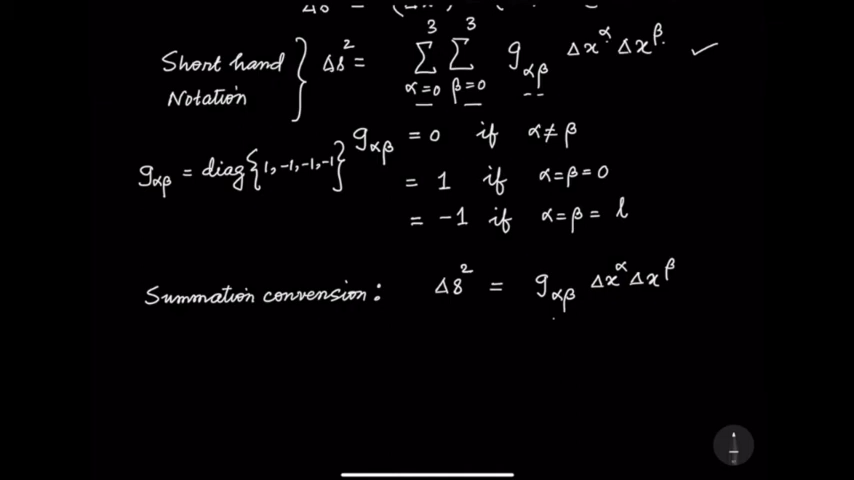 Short hand Notation } Δs² = Σ_{α=0}^{3} Σ_{β=0}^{3} g_{αβ} Δx^α Δx^β ✓
g_{αβ} = diag{1, -1, -1, -1} g_{αβ} = 0 if α ≠ β
= 1 if α = β = 0
= -1 if α = β = l
Summation conversion: Δs² = g_{αβ} Δx^α Δx^β